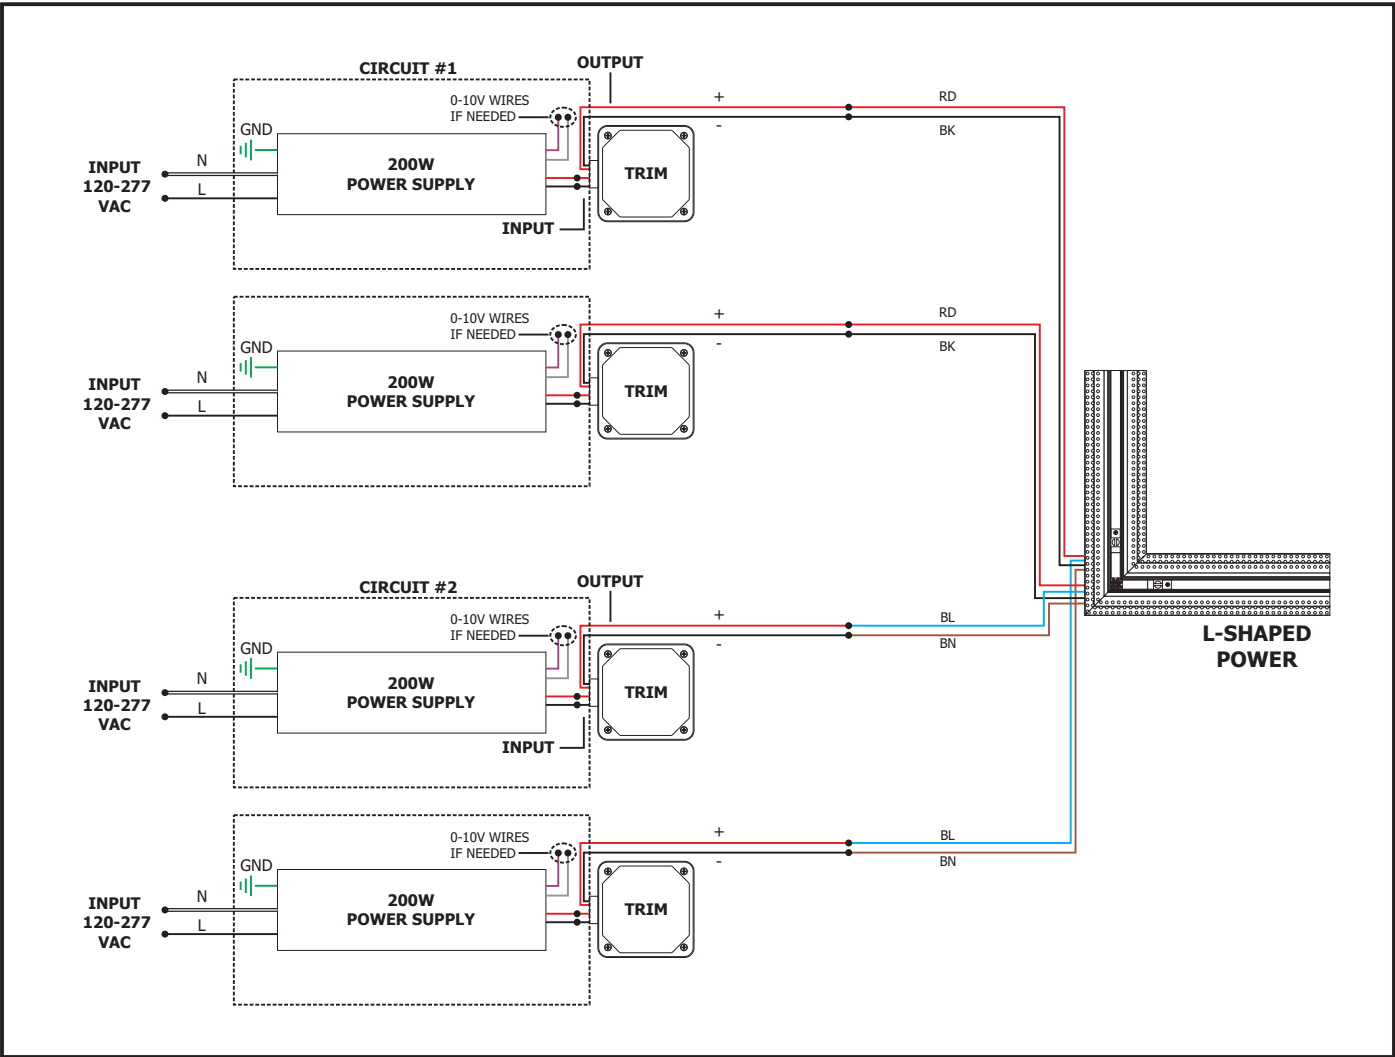 CIRCUIT #1
OUTPUT
0-10V WIRES
IF NEEDED
+
-
RD
BK
GND
INPUT
120-277
VAC
N
L
200W
POWER SUPPLY
TRIM
INPUT
0-10V WIRES
IF NEEDED
+
-
RD
BK
GND
INPUT
120-277
VAC
N
L
200W
POWER SUPPLY
TRIM
CIRCUIT #2
OUTPUT
0-10V WIRES
IF NEEDED
+
-
BL
BN
GND
INPUT
120-277
VAC
N
L
200W
POWER SUPPLY
TRIM
INPUT
L-SHAPED
POWER
0-10V WIRES
IF NEEDED
+
-
BL
BN
GND
INPUT
120-277
VAC
N
L
200W
POWER SUPPLY
TRIM